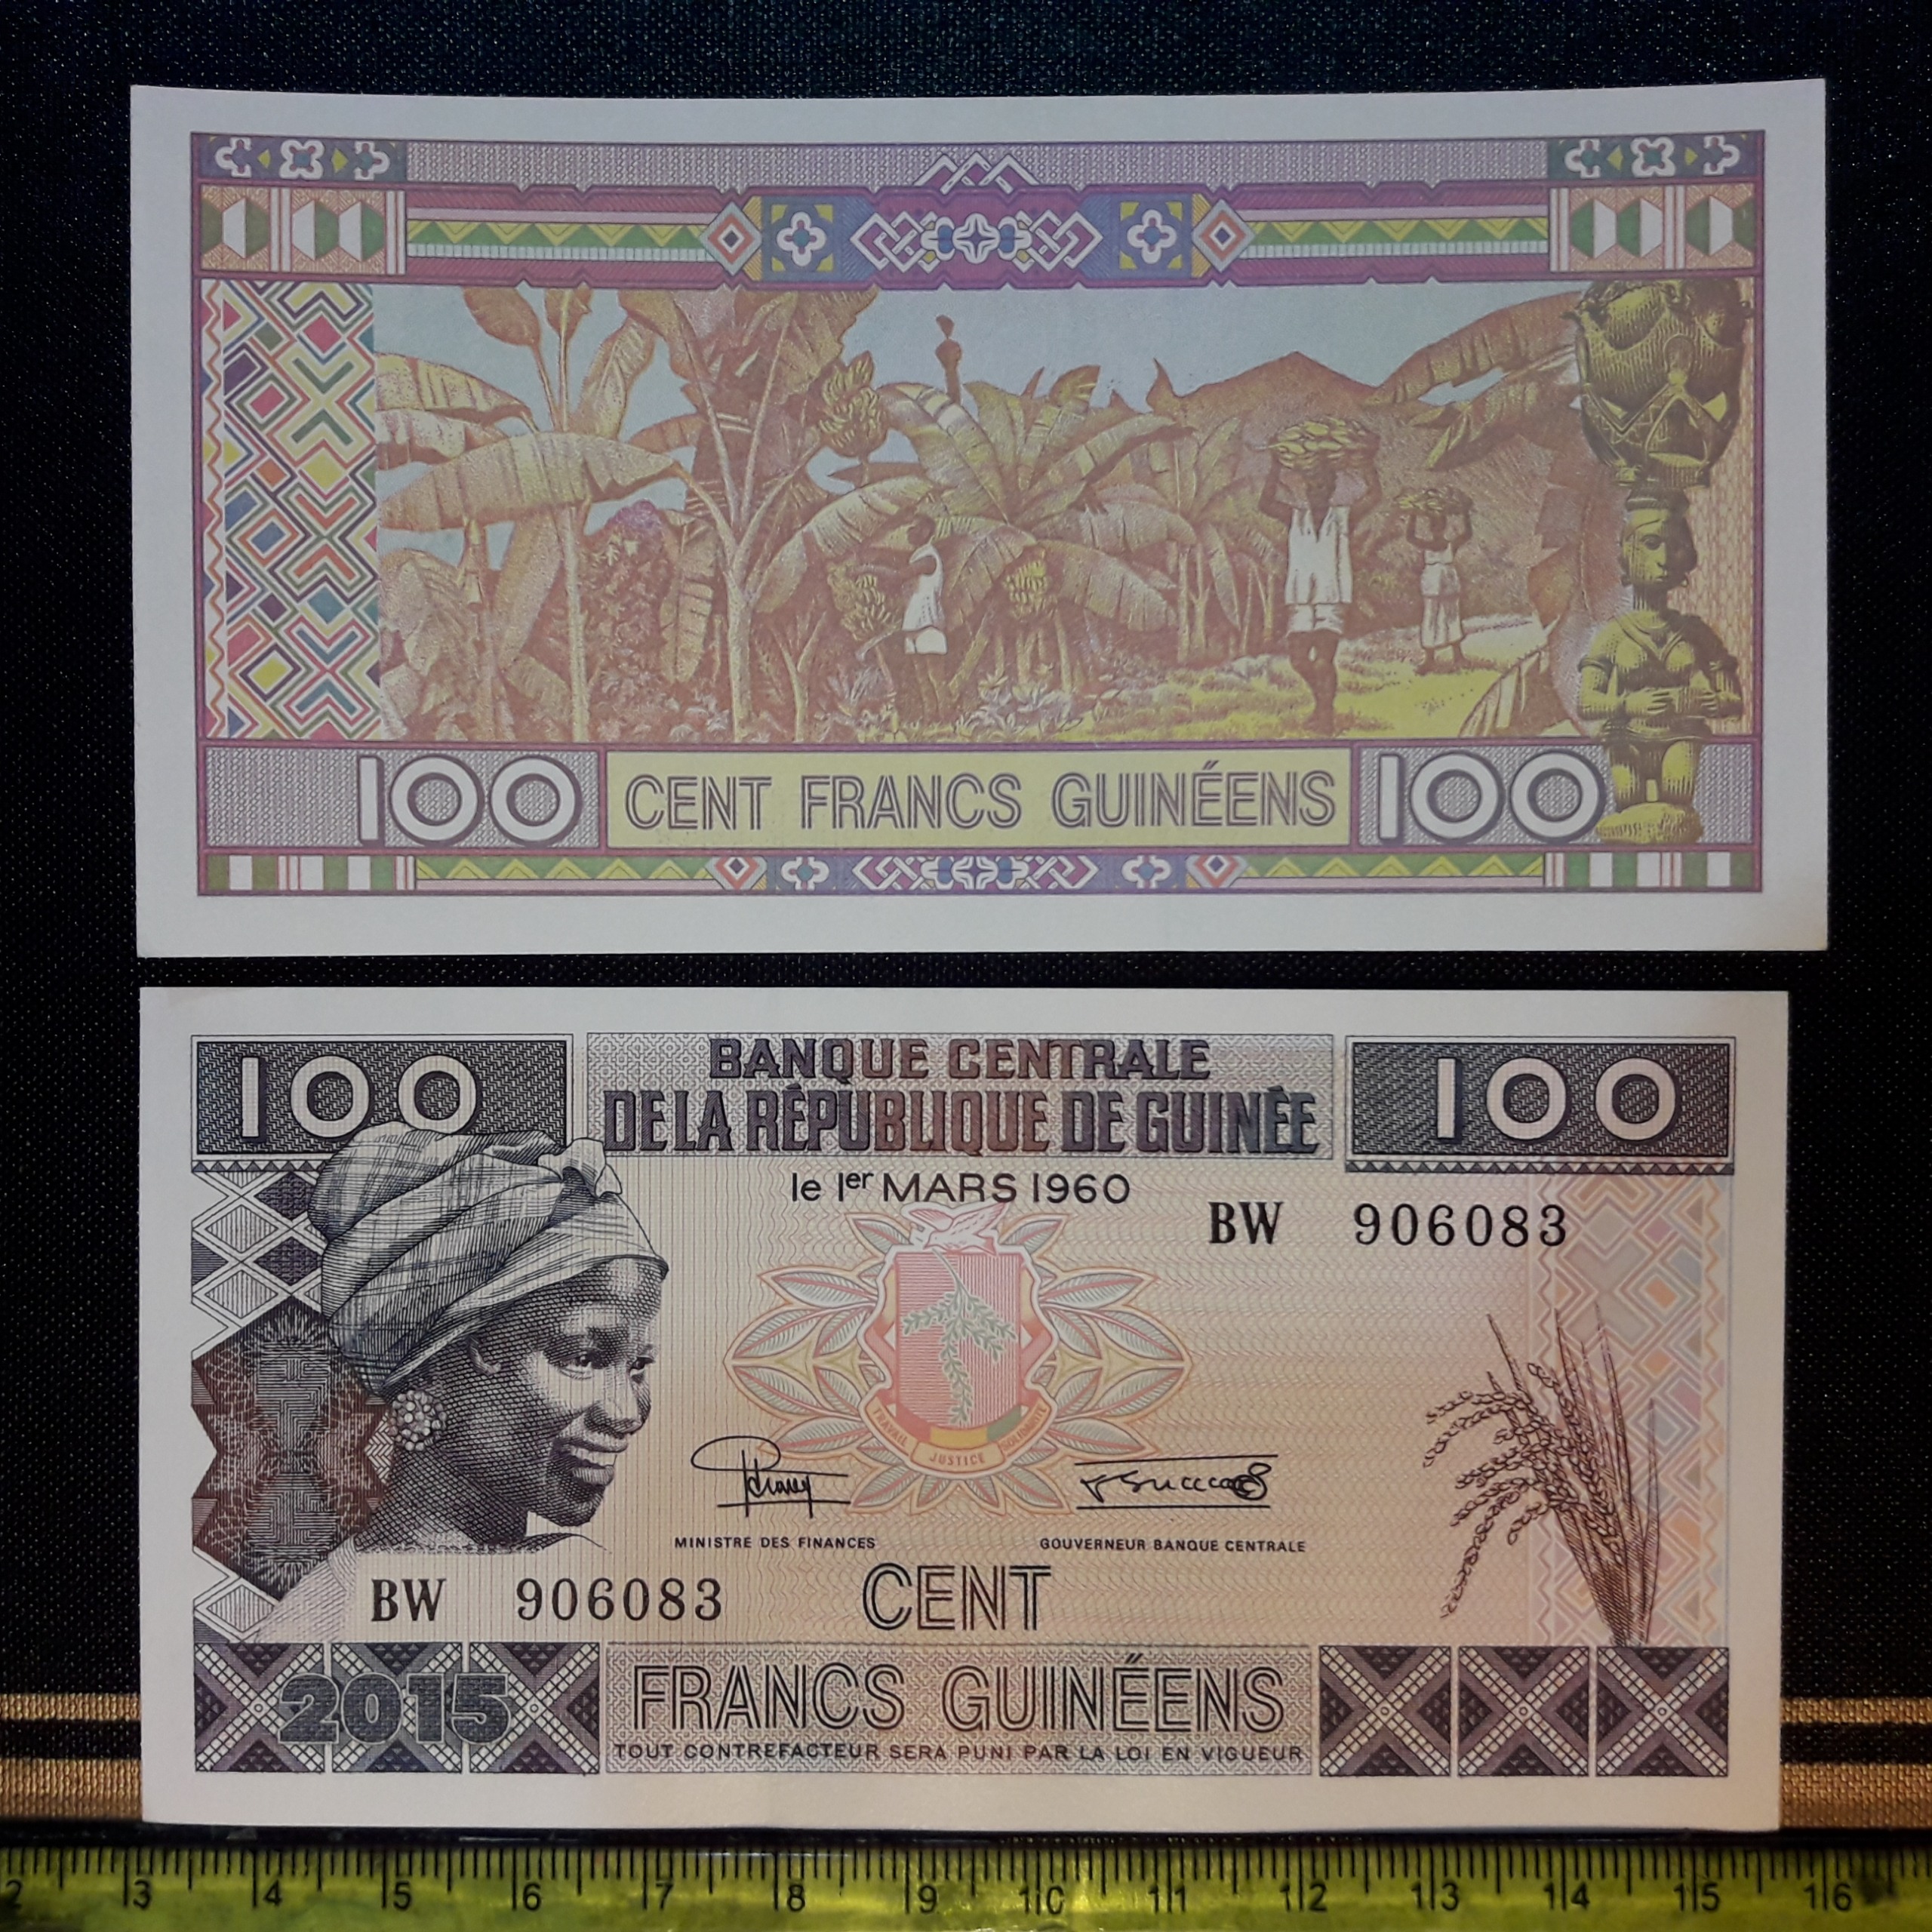 100 CENT FRANCS GUINÉENS 100
100 BANQUE CENTRALE 100
DE LA RÉPUBLIQUE DE GUINÉE
le 1er MARS 1960
BW 906083
TRAVAIL JUSTICE SOLIDARITÉ
MINISTRE DES FINANCES GOUVERNEUR BANQUE CENTRALE
BW 906083 CENT
2015 FRANCS GUINÉENS
TOUT CONTREFACTEUR SERA PUNI PAR LA LOI EN VIGUEUR
2 3 4 5 6 7 8 9 10 11 12 13 14 15 16